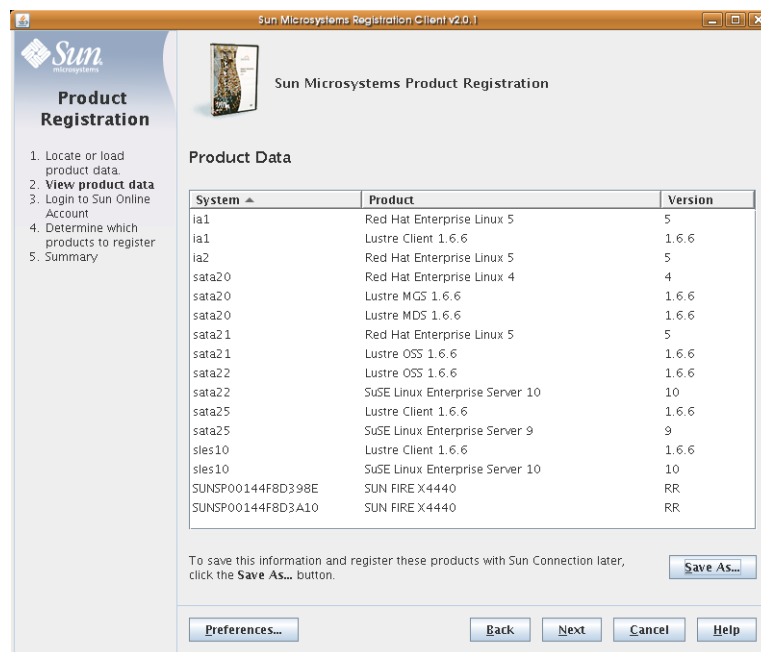 Sun Microsystems Registration Client v2.0.1
Sun
microsystems
Product
Registration
1. Locate or load
product data.
2. View product data
3. Login to Sun Online
Account
4. Determine which
products to register
5. Summary
Sun Microsystems Product Registration
Product Data
System Product Version
ia1 Red Hat Enterprise Linux 5 5
ia1 Lustre Client 1.6.6 1.6.6
ia2 Red Hat Enterprise Linux 5 5
sata20 Red Hat Enterprise Linux 4 4
sata20 Lustre MGS 1.6.6 1.6.6
sata20 Lustre MDS 1.6.6 1.6.6
sata21 Red Hat Enterprise Linux 5 5
sata21 Lustre OSS 1.6.6 1.6.6
sata22 Lustre OSS 1.6.6 1.6.6
sata22 SuSE Linux Enterprise Server 10 10
sata25 Lustre Client 1.6.6 1.6.6
sata25 SuSE Linux Enterprise Server 9 9
sles10 Lustre Client 1.6.6 1.6.6
sles10 SuSE Linux Enterprise Server 10 10
SUNSP00144F8D398E SUN FIRE X4440 RR
SUNSP00144F8D3A10 SUN FIRE X4440 RR
To save this information and register these products with Sun Connection later,
click the Save As... button.
Save As...
Preferences... Back Next Cancel Help